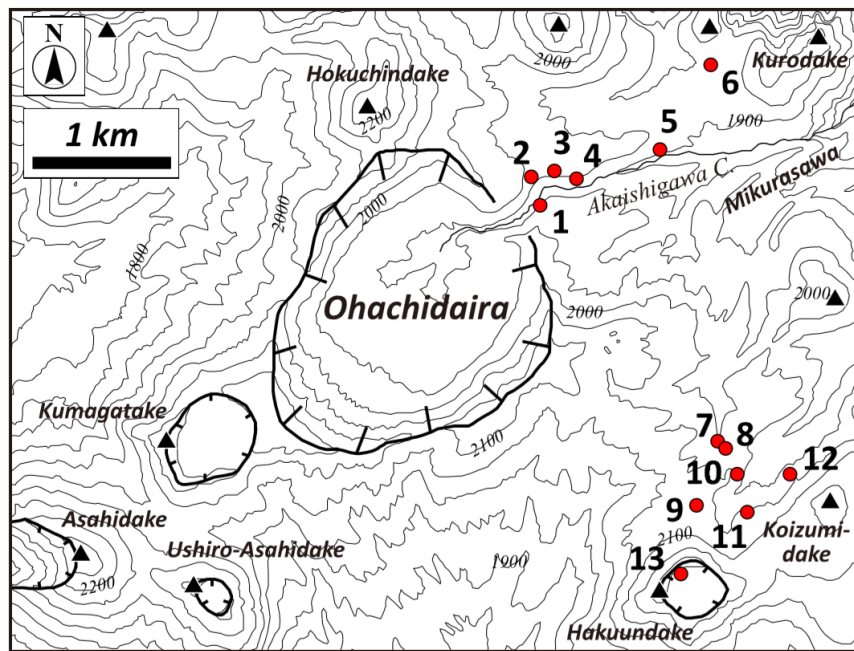 N
1 km
Hokuchindake
2200
2000
Kurodake
6
1900
2
3
4
5
1
Akaishigawa C.
Mikurasawa
2000
2000
1800
Ohachidaira
2000
2000
Kumagatake
2100
7
8
10
12
9
11
Koizumi-
dake
Asahidake
2200
Ushiro-Asahidake
1900
2100
13
Hakuundake